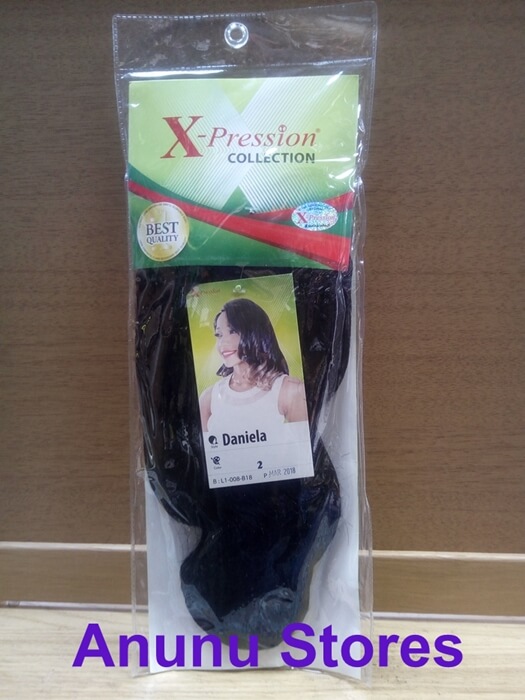 X-Pression®
COLLECTION
BEST
QUALITY
X-Pression
Daniela
2
B : L1-008-B18 P MAR 2018
Anunu Stores